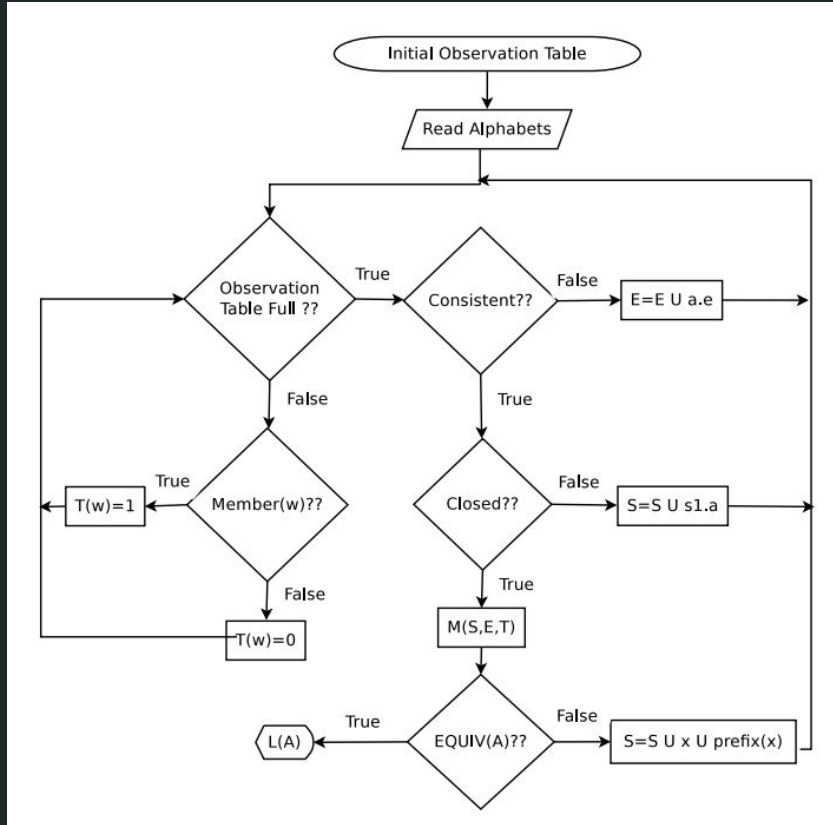 Initial Observation Table
Read Alphabets
Observation
Table Full ??
True
Consistent??
False
E=E U a.e
False
True
True
T(w)=1
Member(w)??
Closed??
False
S=S U s1.a
False
True
T(w)=0
M(S,E,T)
L(A)
True
EQUIV(A)??
False
S=S U x U prefix(x)